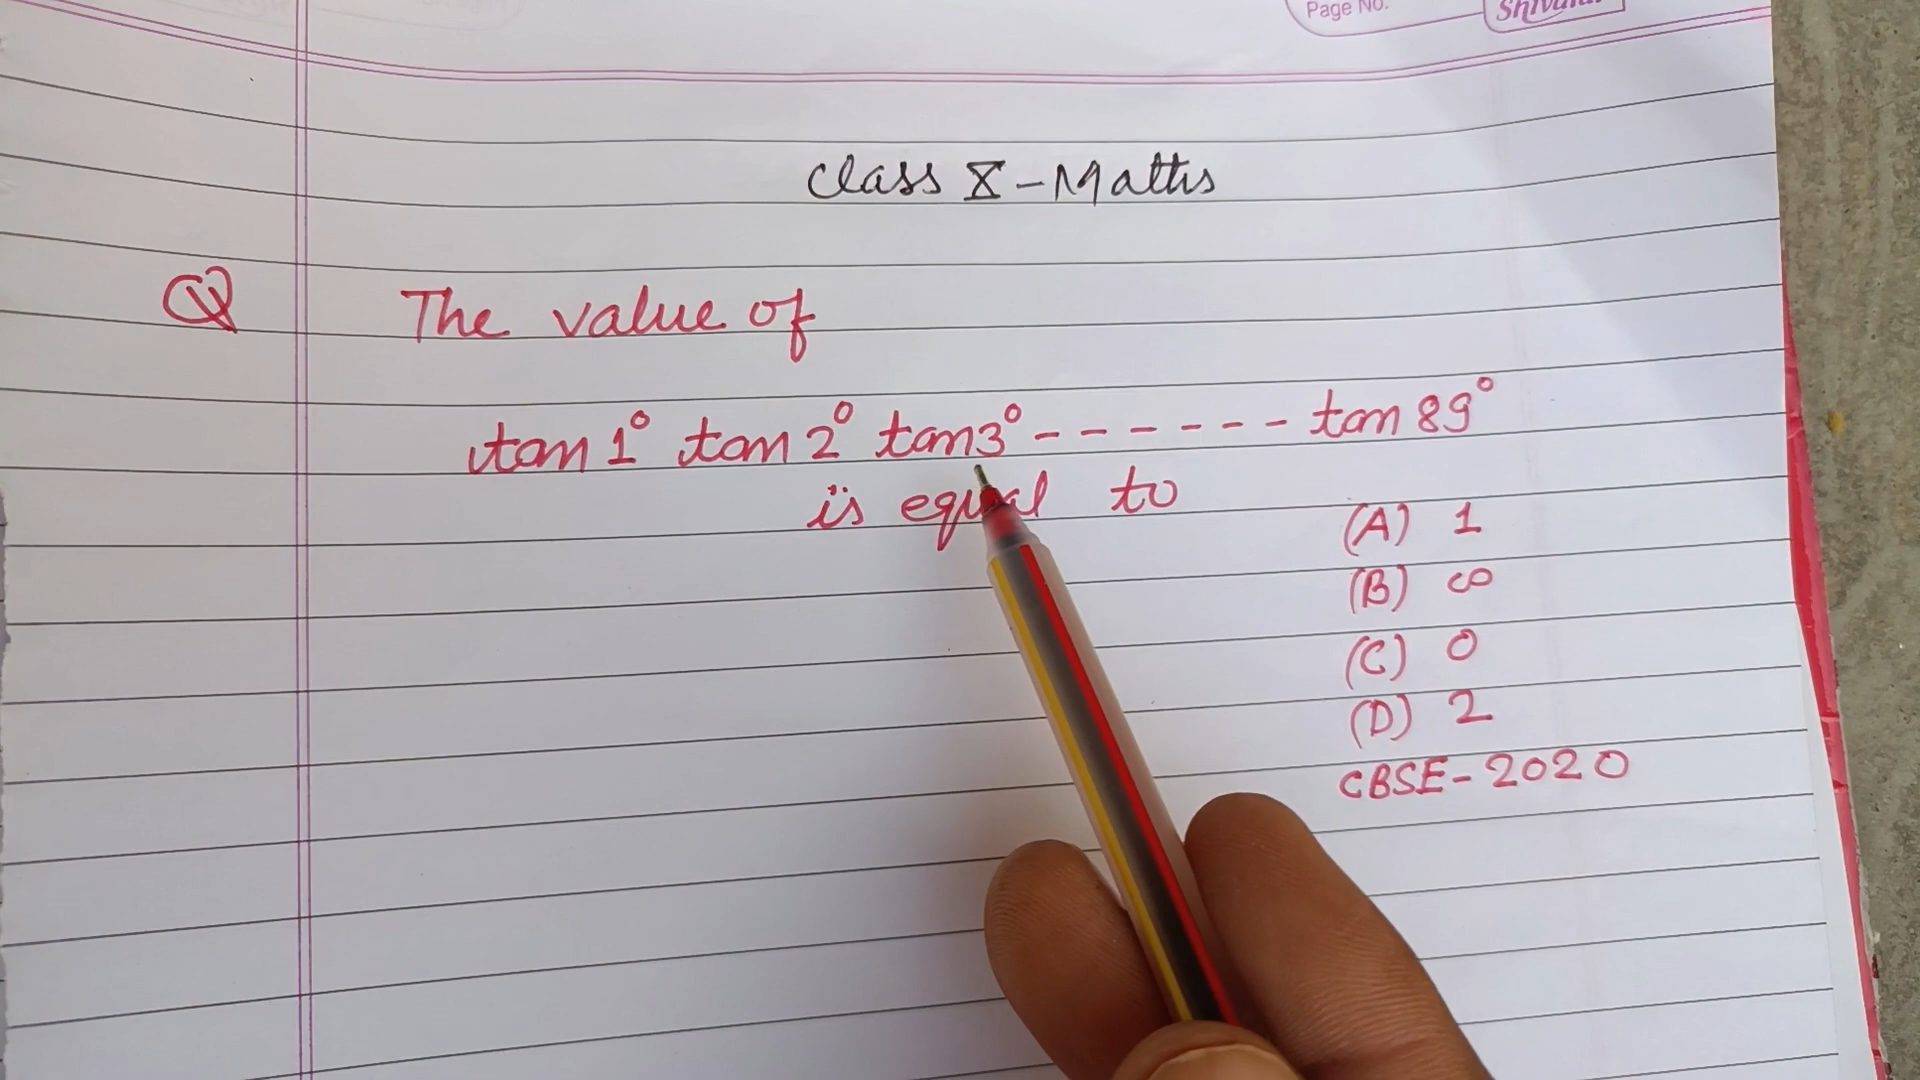 Page No.
Class X - Maths
Q The value of
tan 1° tan 2° tan 3° ------ tan 89°
is equal to
(A) 1
(B) ∞
(C) 0
(D) 2
CBSE-2020